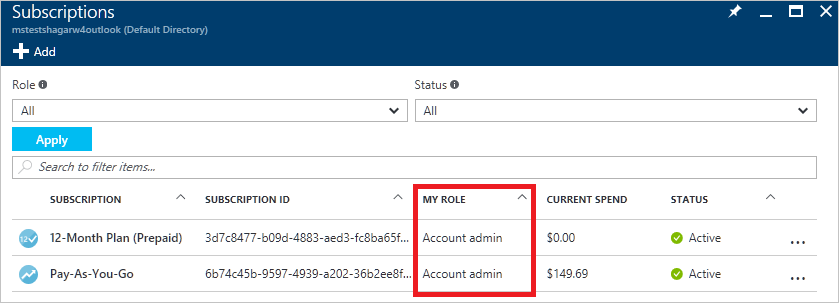 Subscriptions
mstestshagarw4outlook (Default Directory)
Add
Role Status
All All
Apply
Search to filter items...
SUBSCRIPTION SUBSCRIPTION ID MY ROLE CURRENT SPEND STATUS
12-Month Plan (Prepaid) 3d7c8477-b09d-4883-aed3-fc8ba65f... Account admin $0.00 Active ...
Pay-As-You-Go 6b74c45b-9597-4939-a202-36b2ee8f... Account admin $149.69 Active ...